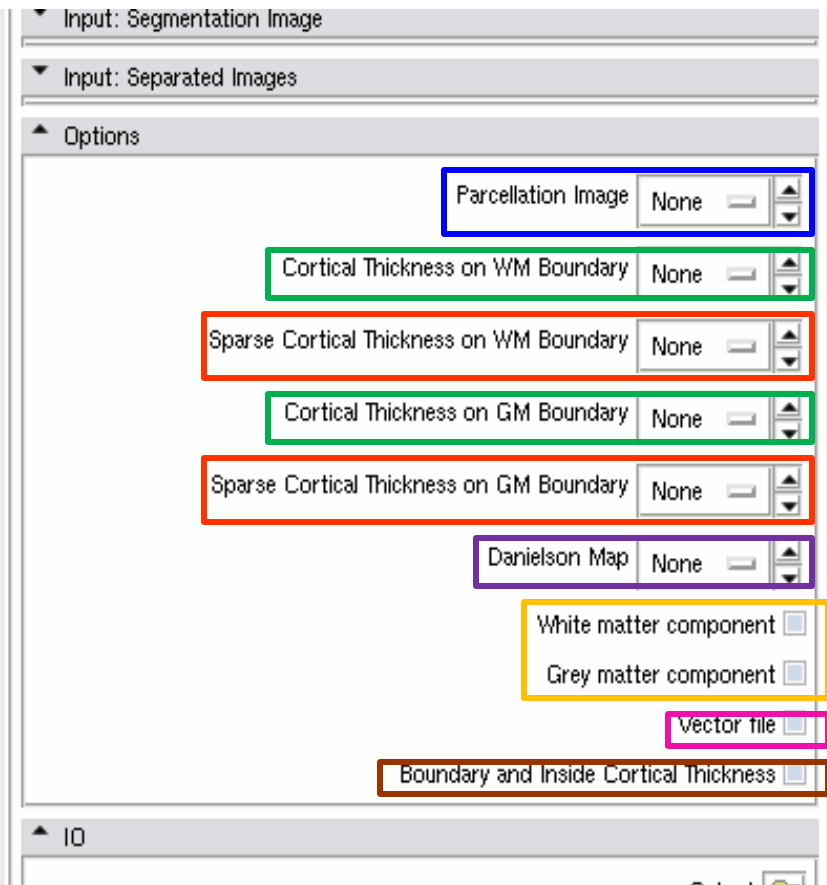 Input: Segmentation Image
Input: Separated Images
Options
Parcellation Image None
Cortical Thickness on WM Boundary None
Sparse Cortical Thickness on WM Boundary None
Cortical Thickness on GM Boundary None
Sparse Cortical Thickness on GM Boundary None
Danielson Map None
White matter component
Grey matter component
Vector file
Boundary and Inside Cortical Thickness
IO